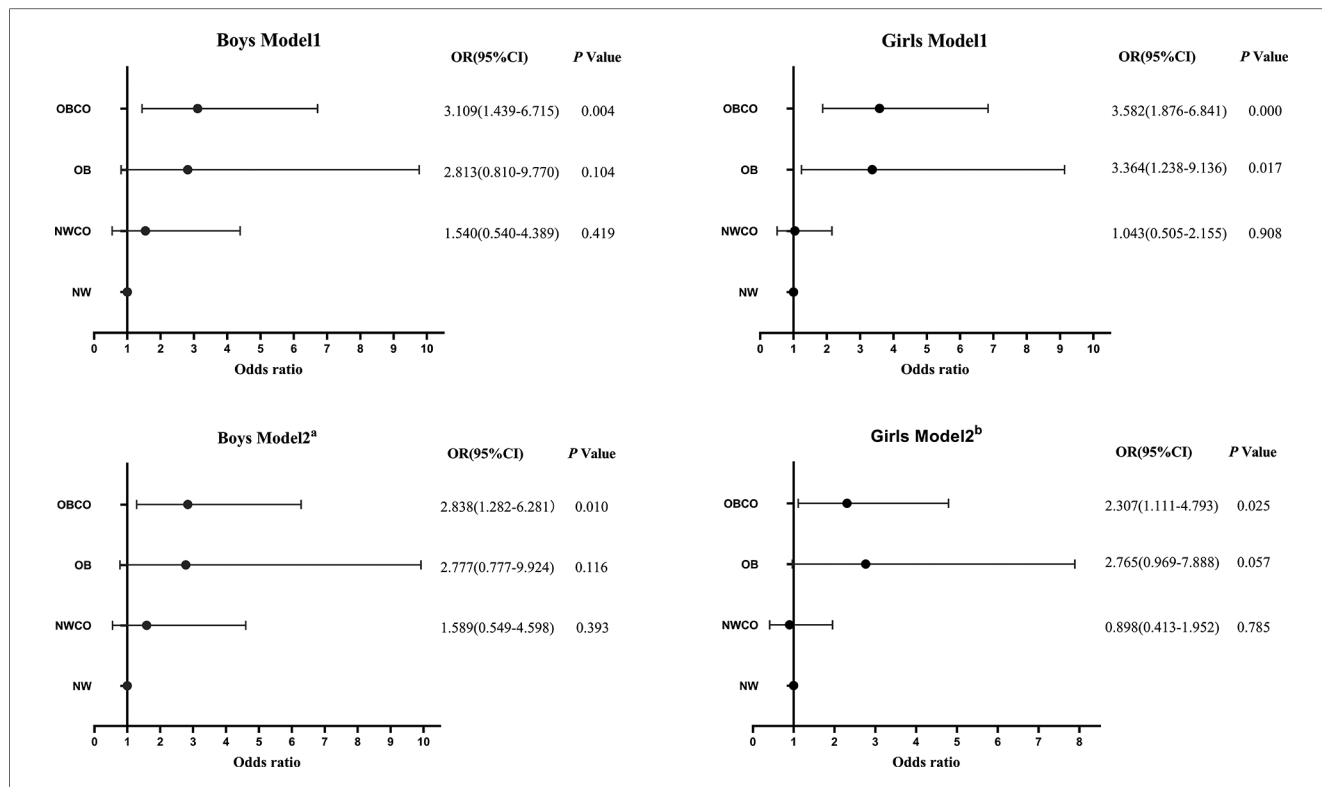 Boys Model1 OR(95%CI) P Value
OBCO 3.109(1.439-6.715) 0.004
OB 2.813(0.810-9.770) 0.104
NWCO 1.540(0.540-4.389) 0.419
NW
0 1 2 3 4 5 6 7 8 9 10
Odds ratio
Girls Model1 OR(95%CI) P Value
OBCO 3.582(1.876-6.841) 0.000
OB 3.364(1.238-9.136) 0.017
NWCO 1.043(0.505-2.155) 0.908
NW
0 1 2 3 4 5 6 7 8 9 10
Odds ratio
Boys Model2a OR(95%CI) P Value
OBCO 2.838(1.282-6.281) 0.010
OB 2.777(0.777-9.924) 0.116
NWCO 1.589(0.549-4.598) 0.393
NW
0 1 2 3 4 5 6 7 8 9 10
Odds ratio
Girls Model2b OR(95%CI) P Value
OBCO 2.307(1.111-4.793) 0.025
OB 2.765(0.969-7.888) 0.057
NWCO 0.898(0.413-1.952) 0.785
NW
0 1 2 3 4 5 6 7 8
Odds ratio